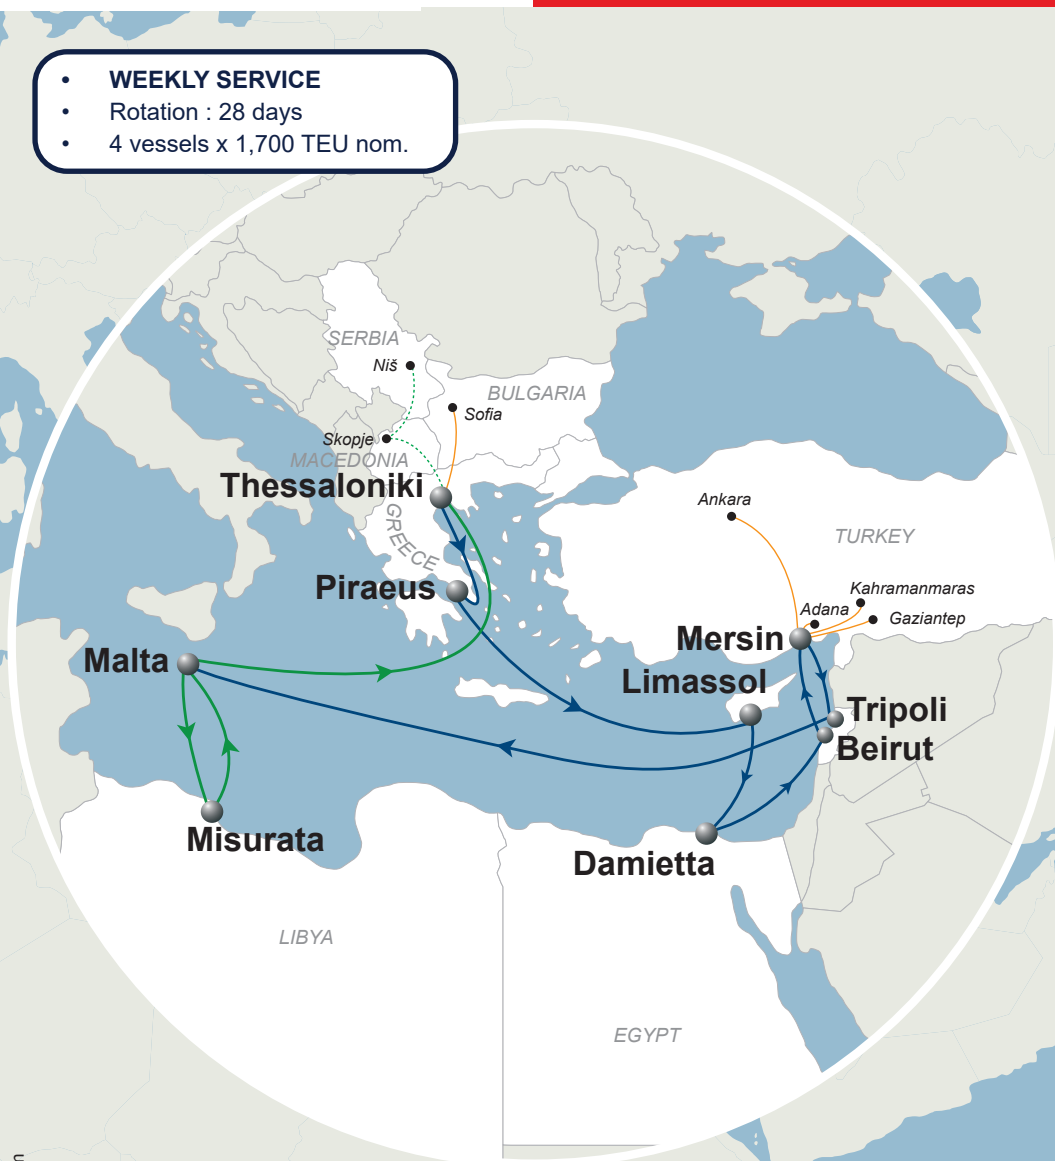 • WEEKLY SERVICE
• Rotation : 28 days
• 4 vessels x 1,700 TEU nom.
SERBIA
Niš
BULGARIA
Sofia
Skopje
MACEDONIA
Thessaloniki
GREECE
Ankara
TURKEY
Piraeus
Kahramanmaras
Adana
Gaziantep
Mersin
Malta
Limassol
Tripoli
Beirut
Misurata
Damietta
LIBYA
EGYPT